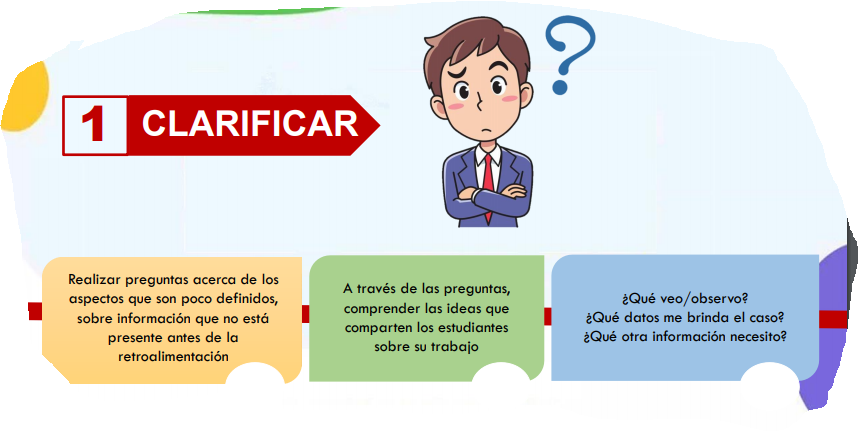 1 CLARIFICAR
Realizar preguntas acerca de los
aspectos que son poco definidos,
sobre información que no está
presente antes de la
retroalimentación
A través de las preguntas,
comprender las ideas que
comparten los estudiantes
sobre su trabajo
¿Qué veo/observo?
¿Qué datos me brinda el caso?
¿Qué otra información necesito?